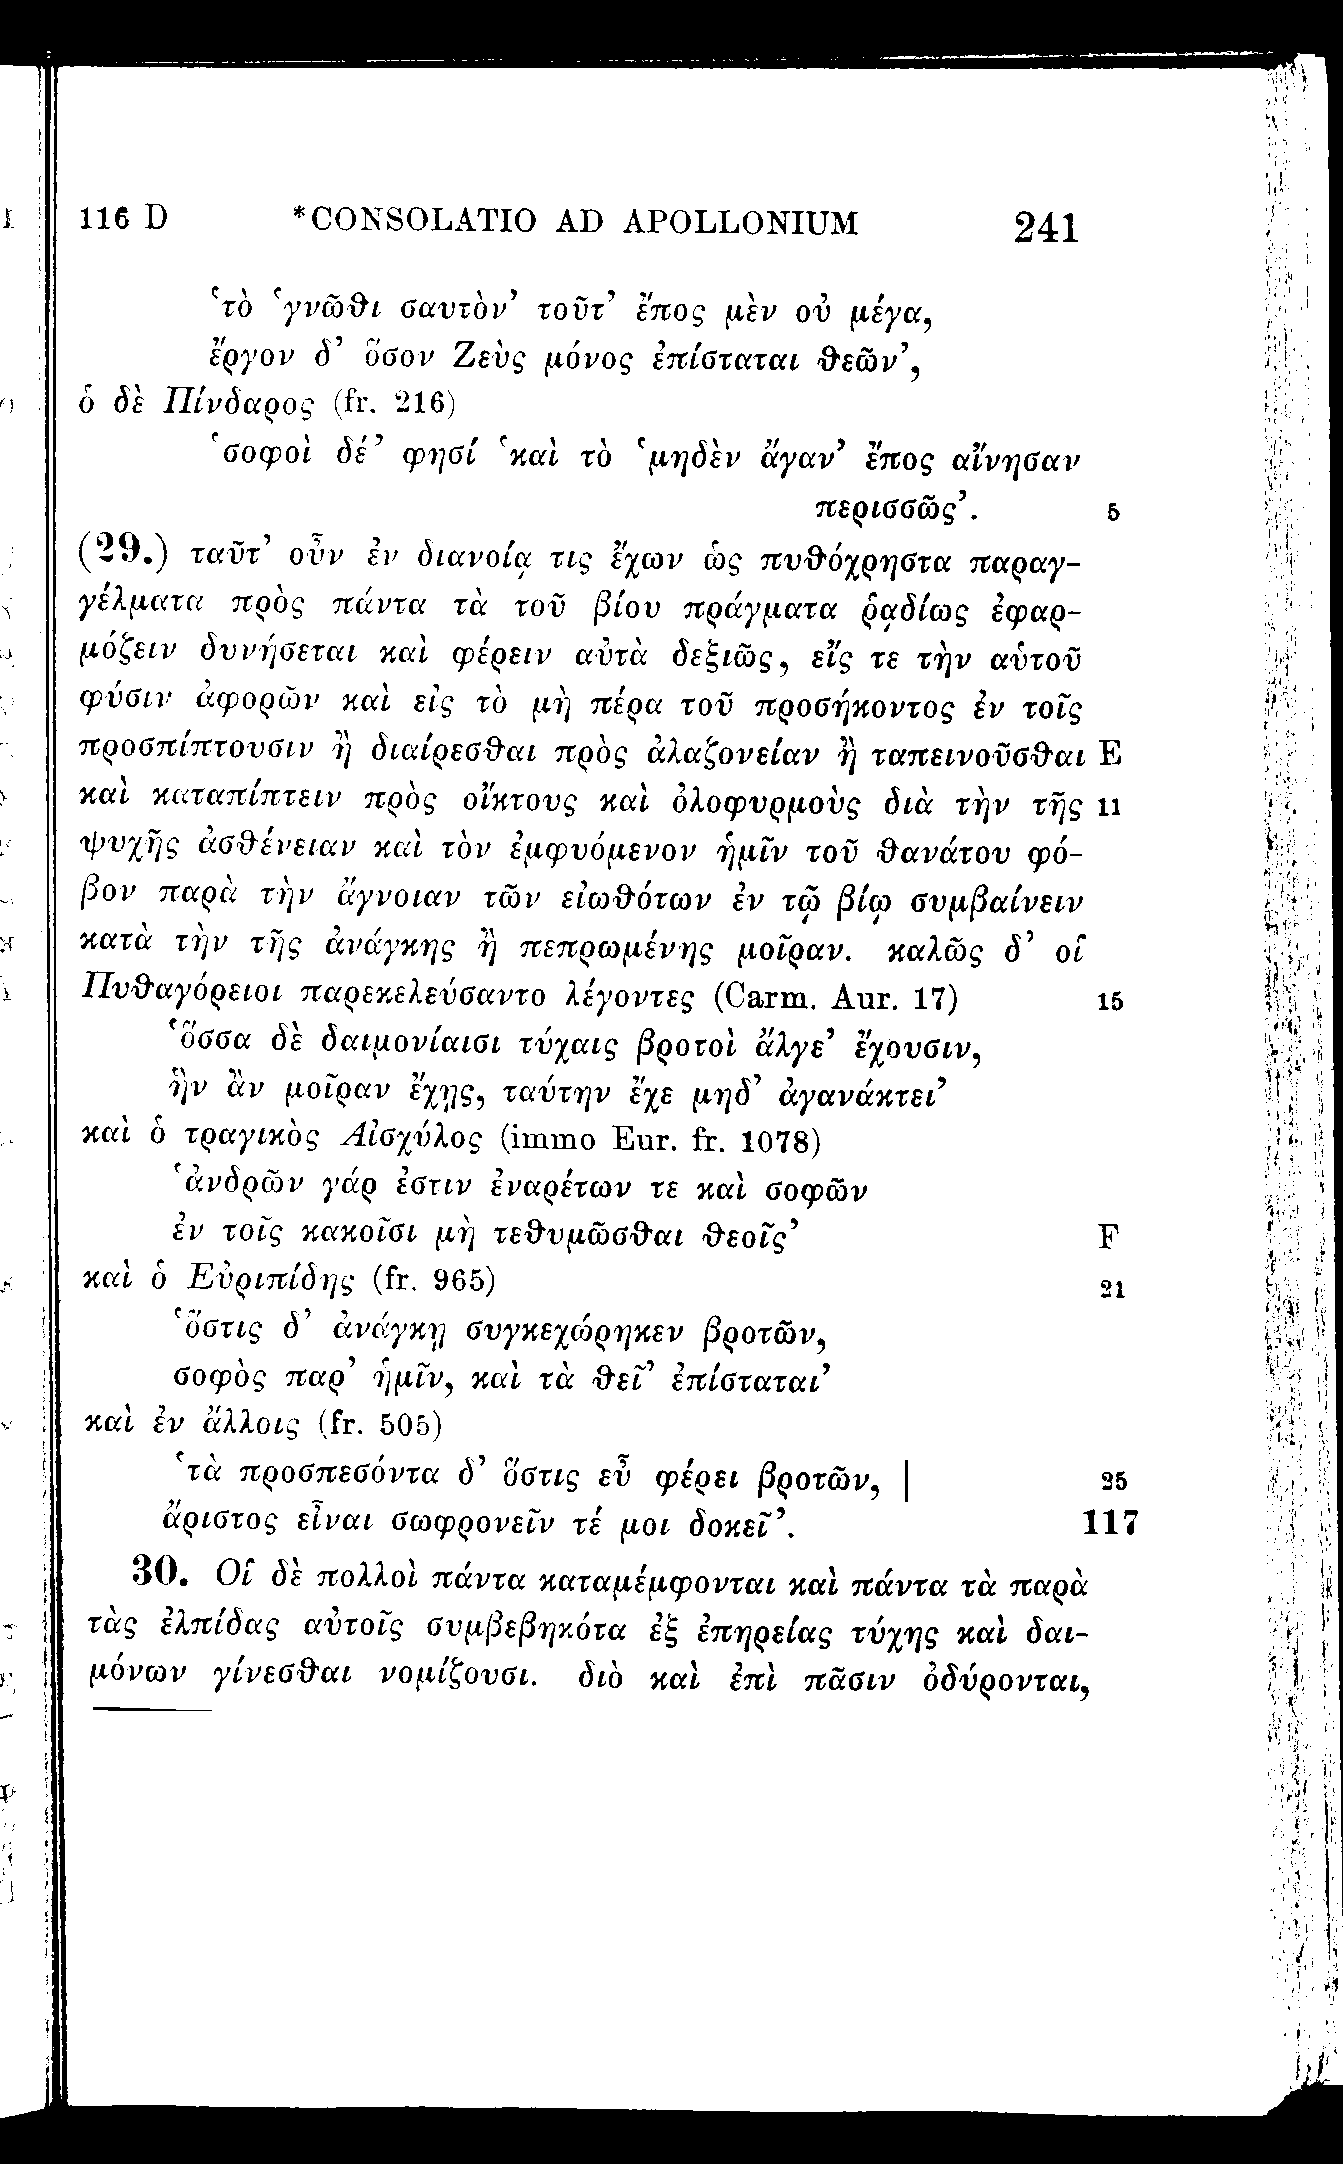 116 D *CONSOLATIO AD APOLLONIUM 241
‘τὸ ‘γνῶθι σαυτὸν’ τοῦτ’ ἔπος μὲν οὐ μέγα,
ἔργον δ’ ὅσον Ζεὺς μόνος ἐπίσταται θεῶν’,
ὁ δὲ Πίνδαρος (fr. 216)
‘σοφοὶ δέ’ φησί ‘καὶ τὸ ‘μηδὲν ἄγαν’ ἔπος αἴνησαν
περισσῶς’. 5
(29.) ταῦτ’ οὖν ἐν διανοίᾳ τις ἔχων ὡς πυθόχρηστα παραγ-
γέλματα πρὸς πάντα τὰ τοῦ βίου πράγματα ῥᾳδίως ἐφαρ-
μόζειν δυνήσεται καὶ φέρειν αὐτὰ δεξιῶς, εἴς τε τὴν αὑτοῦ
φύσιν ἀφορῶν καὶ εἰς τὸ μὴ πέρα τοῦ προσήκοντος ἐν τοῖς
προσπίπτουσιν ἢ διαίρεσθαι πρὸς ἀλαζονείαν ἢ ταπεινοῦσθαι E
καὶ καταπίπτειν πρὸς οἴκτους καὶ ὀλοφυρμοὺς διὰ τὴν τῆς 11
ψυχῆς ἀσθένειαν καὶ τὸν ἐμφυόμενον ἡμῖν τοῦ θανάτου φό-
βον παρὰ τὴν ἄγνοιαν τῶν εἰωθότων ἐν τῷ βίῳ συμβαίνειν
κατὰ τὴν τῆς ἀνάγκης ἢ πεπρωμένης μοῖραν. καλῶς δ’ οἱ
Πυθαγόρειοι παρεκελεύσαντο λέγοντες (Carm. Aur. 17) 15
‘ὅσσα δὲ δαιμονίαισι τύχαις βροτοὶ ἄλγε’ ἔχουσιν,
ἣν ἂν μοῖραν ἔχῃς, ταύτην ἔχε μηδ’ ἀγανάκτει’
καὶ ὁ τραγικὸς Αἰσχύλος (immo Eur. fr. 1078)
‘ἀνδρῶν γάρ ἐστιν ἐναρέτων τε καὶ σοφῶν
ἐν τοῖς κακοῖσι μὴ τεθυμῶσθαι θεοῖς’ F
καὶ ὁ Εὐριπίδης (fr. 965) 21
‘ὅστις δ’ ἀνάγκῃ συγκεχώρηκεν βροτῶν,
σοφὸς παρ’ ἡμῖν, καὶ τὰ θεῖ’ ἐπίσταται’
καὶ ἐν ἄλλοις (fr. 505)
‘τὰ προσπεσόντα δ’ ὅστις εὖ φέρει βροτῶν, | 25
ἄριστος εἶναι σωφρονεῖν τέ μοι δοκεῖ’. 117
30. Οἱ δὲ πολλοὶ πάντα καταμέμφονται καὶ πάντα τὰ παρὰ
τὰς ἐλπίδας αὐτοῖς συμβεβηκότα ἐξ ἐπηρείας τύχης καὶ δαι-
μόνων γίνεσθαι νομίζουσι. διὸ καὶ ἐπὶ πᾶσιν ὀδύρονται,